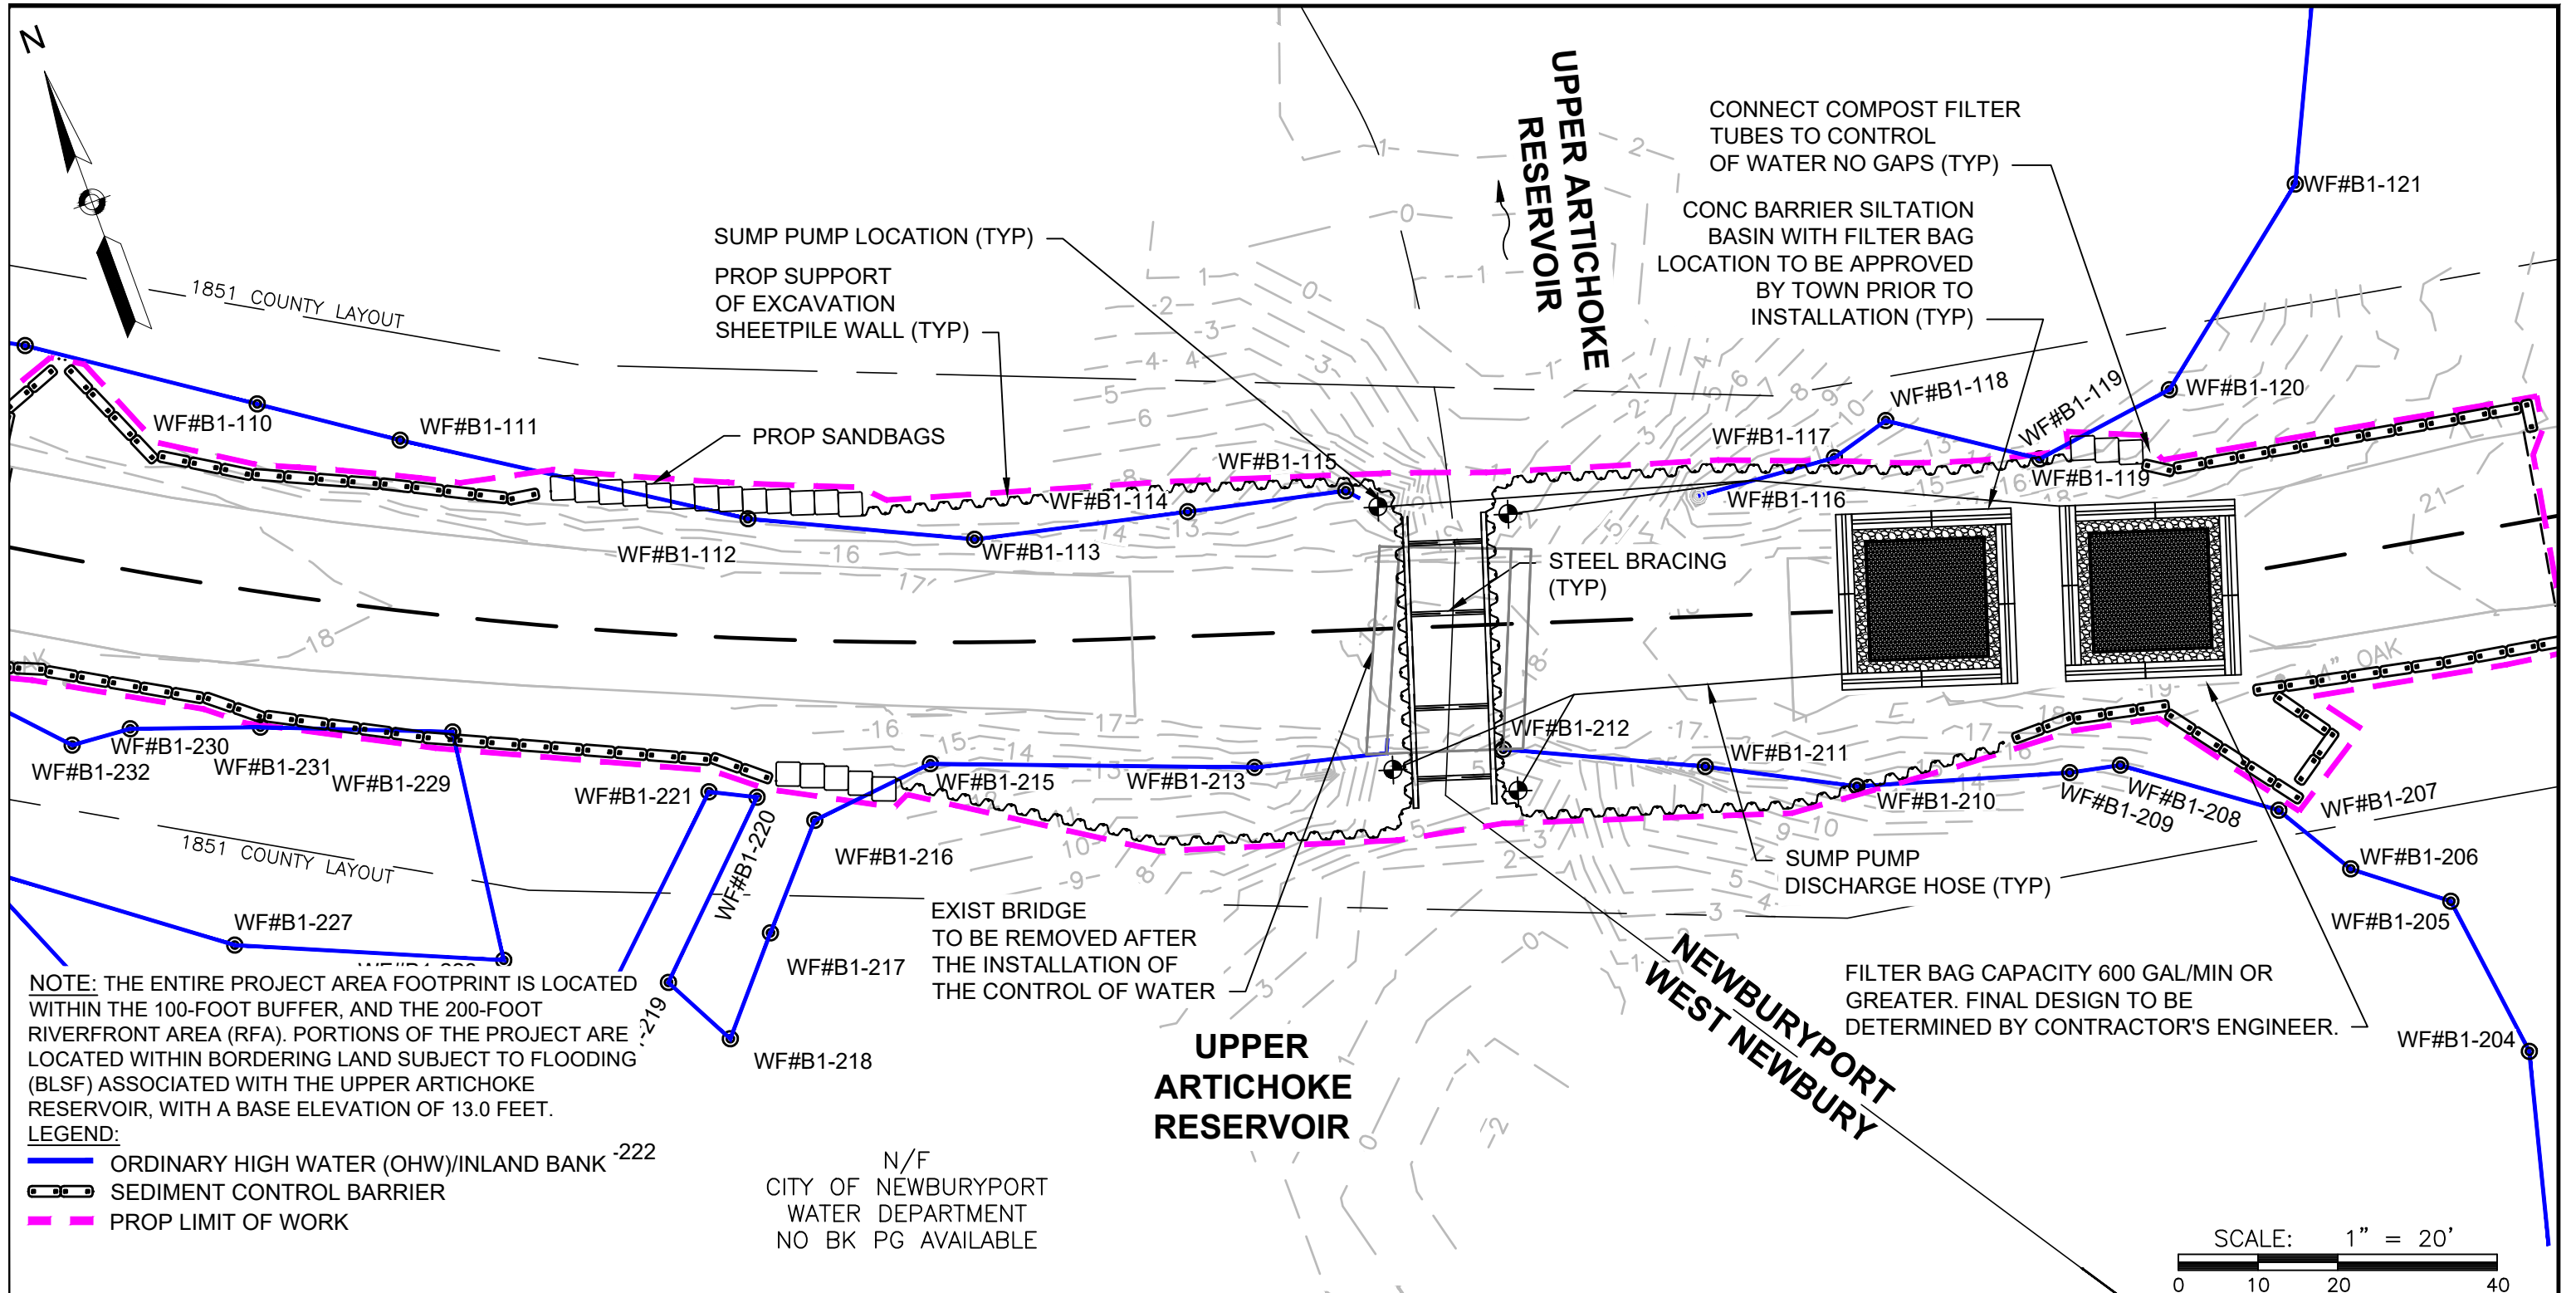 N
UPPER ARTICHOKE
RESERVOIR
CONNECT COMPOST FILTER
TUBES TO CONTROL
OF WATER NO GAPS (TYP)
WF#B1-121
CONC BARRIER SILTATION
BASIN WITH FILTER BAG
LOCATION TO BE APPROVED
BY TOWN PRIOR TO
INSTALLATION (TYP)
SUMP PUMP LOCATION (TYP)
PROP SUPPORT
OF EXCAVATION
SHEETPILE WALL (TYP)
1851 COUNTY LAYOUT
WF#B1-110
WF#B1-111
PROP SANDBAGS
WF#B1-115
WF#B1-117
WF#B1-118
WF#B1-119
WF#B1-120
WF#B1-114
WF#B1-116
WF#B1-119
WF#B1-112
WF#B1-113
STEEL BRACING
(TYP)
16
17
18
14
13
21
14" OAK
WF#B1-230
WF#B1-232
WF#B1-231
WF#B1-229
WF#B1-221
WF#B1-220
WF#B1-215
WF#B1-213
WF#B1-212
WF#B1-211
WF#B1-210
WF#B1-209
WF#B1-208
WF#B1-207
WF#B1-216
WF#B1-206
WF#B1-205
WF#B1-204
1851 COUNTY LAYOUT
SUMP PUMP
DISCHARGE HOSE (TYP)
WF#B1-227
WF#B1-217
WF#B1-218
-219
EXIST BRIDGE
TO BE REMOVED AFTER
THE INSTALLATION OF
THE CONTROL OF WATER
NEWBURYPORT
WEST NEWBURY
FILTER BAG CAPACITY 600 GAL/MIN OR
GREATER. FINAL DESIGN TO BE
DETERMINED BY CONTRACTOR'S ENGINEER.
UPPER
ARTICHOKE
RESERVOIR
NOTE: THE ENTIRE PROJECT AREA FOOTPRINT IS LOCATED
WITHIN THE 100-FOOT BUFFER, AND THE 200-FOOT
RIVERFRONT AREA (RFA). PORTIONS OF THE PROJECT ARE
LOCATED WITHIN BORDERING LAND SUBJECT TO FLOODING
(BLSF) ASSOCIATED WITH THE UPPER ARTICHOKE
RESERVOIR, WITH A BASE ELEVATION OF 13.0 FEET.
LEGEND:
ORDINARY HIGH WATER (OHW)/INLAND BANK
-222
SEDIMENT CONTROL BARRIER
PROP LIMIT OF WORK
N/F
CITY OF NEWBURYPORT
WATER DEPARTMENT
NO BK PG AVAILABLE
SCALE: 1" = 20'
0 10 20 40